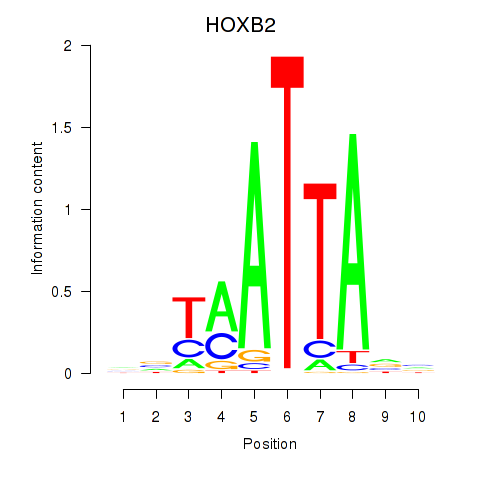 HOXB2
2
1.5
1
0.5
0
Information content
T C A G
A C G T
A G C T
T
T C A G
A T C G
1 2 3 4 5 6 7 8 9 10
Position